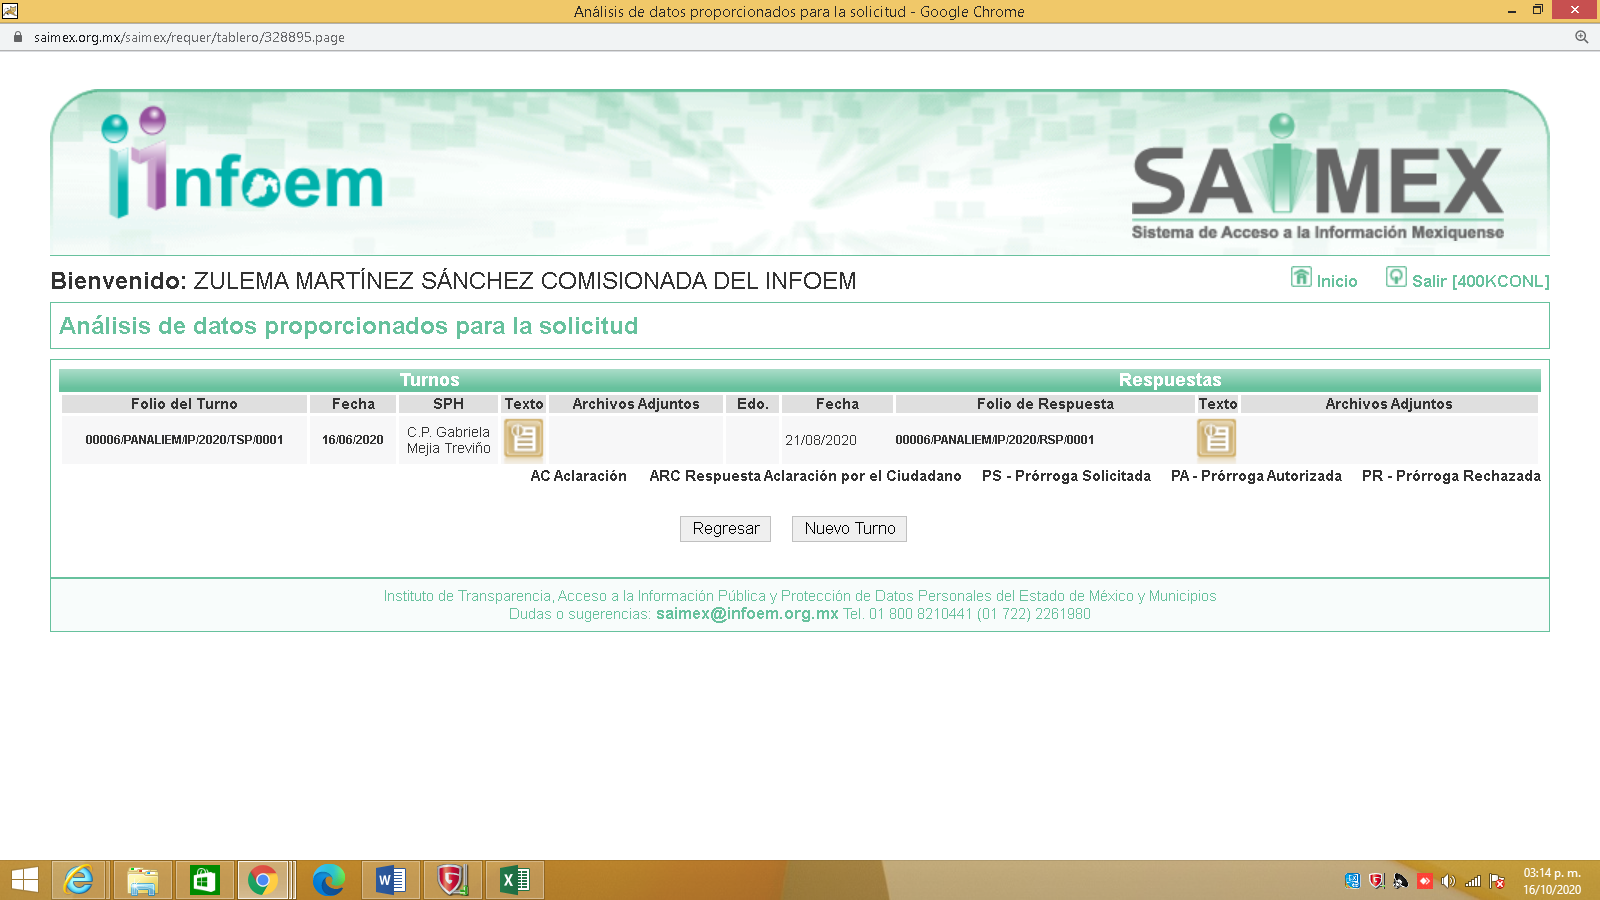 Análisis de datos proporcionados para la solicitud - Google Chrome
saimex.org.mx/saimex/requer/tablero/328895.page
infoem
SAIMEX
Sistema de Acceso a la Información Mexiquense
Bienvenido: ZULEMA MARTÍNEZ SÁNCHEZ COMISIONADA DEL INFOEM
Inicio Salir [400KCONL]
Análisis de datos proporcionados para la solicitud
Turnos Respuestas
Folio del Turno Fecha SPH Texto Archivos Adjuntos Edo. Fecha Folio de Respuesta Texto Archivos Adjuntos
00006/PANALIEM/IP/2020/TSP/0001 16/06/2020 C.P. Gabriela Mejia Treviño 21/08/2020 00006/PANALIEM/IP/2020/RSP/0001
AC Aclaración ARC Respuesta Aclaración por el Ciudadano PS - Prórroga Solicitada PA - Prórroga Autorizada PR - Prórroga Rechazada
Regresar Nuevo Turno
Instituto de Transparencia, Acceso a la Información Pública y Protección de Datos Personales del Estado de México y Municipios
Dudas o sugerencias: saimex@infoem.org.mx Tel. 01 800 8210441 (01 722) 2261980
03:14 p. m.
16/10/2020